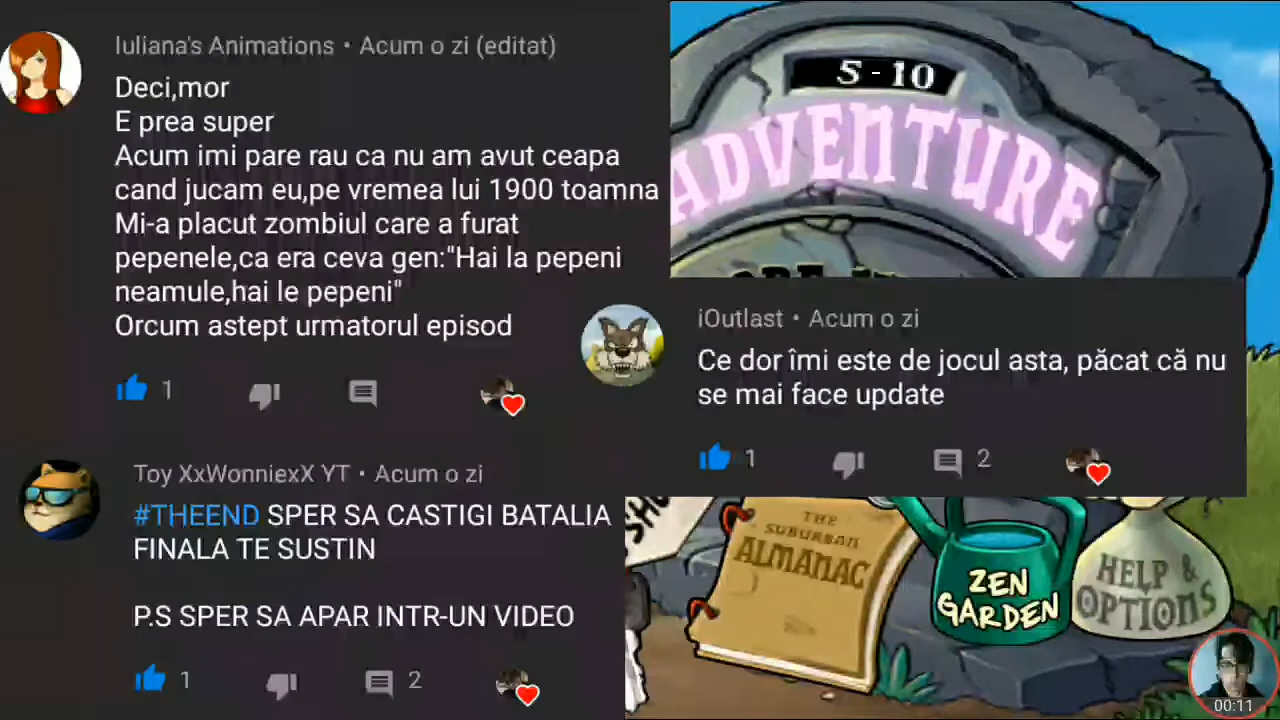 Iuliana's Animations • Acum o zi (editat)
Deci,mor
E prea super
Acum imi pare rau ca nu am avut ceapa
cand jucam eu,pe vremea lui 1900 toamna
Mi-a placut zombiul care a furat
pepenele,ca era ceva gen:"Hai la pepeni
neamule,hai le pepeni"
Orcum astept urmatorul episod
1
5 - 10
ADVENTURE
iOutlast • Acum o zi
Ce dor îmi este de jocul asta, păcat că nu
se mai face update
1 2
Toy XxWonniexX YT • Acum o zi
#THEEND SPER SA CASTIGI BATALIA
FINALA TE SUSTIN
P.S SPER SA APAR INTR-UN VIDEO
1 2
THE
SUBURBAN
ALMANAC
ZEN
GARDEN
HELP &
OPTIONS
00:11